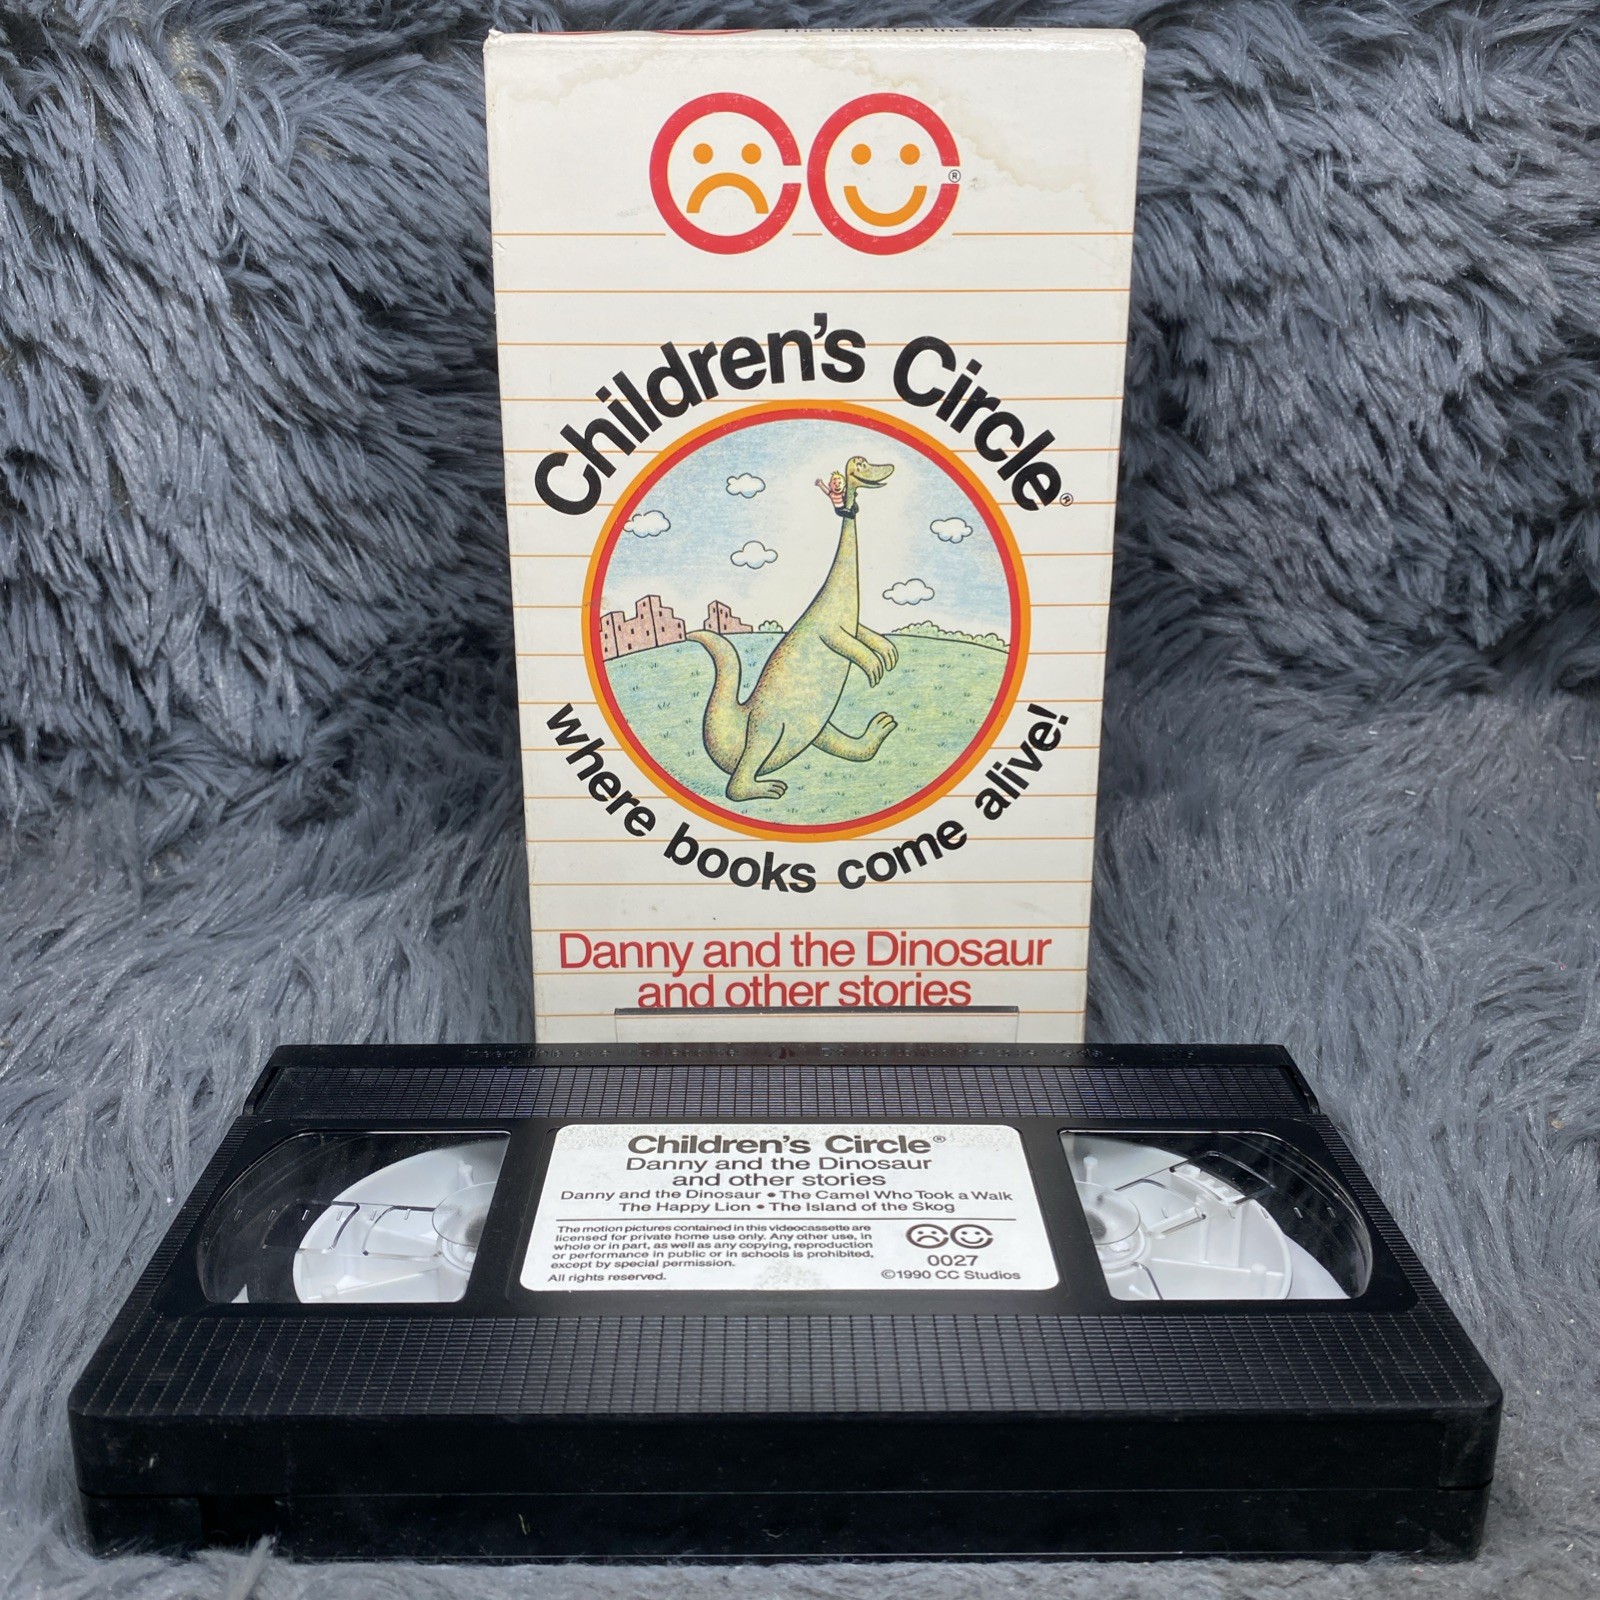 The Island of the Skog
®
Children's Circle®
where books come alive!
Danny and the Dinosaur
and other stories
Children's Circle®
Danny and the Dinosaur
and other stories
Danny and the Dinosaur • The Camel Who Took a Walk
The Happy Lion • The Island of the Skog
The motion pictures contained in this videocassette are
licensed for private home use only. Any other use, in
whole or in part, as well as any copying, reproduction
or performance in public or in schools is prohibited,
except by special permission.
All rights reserved.
0027
©1990 CC Studios